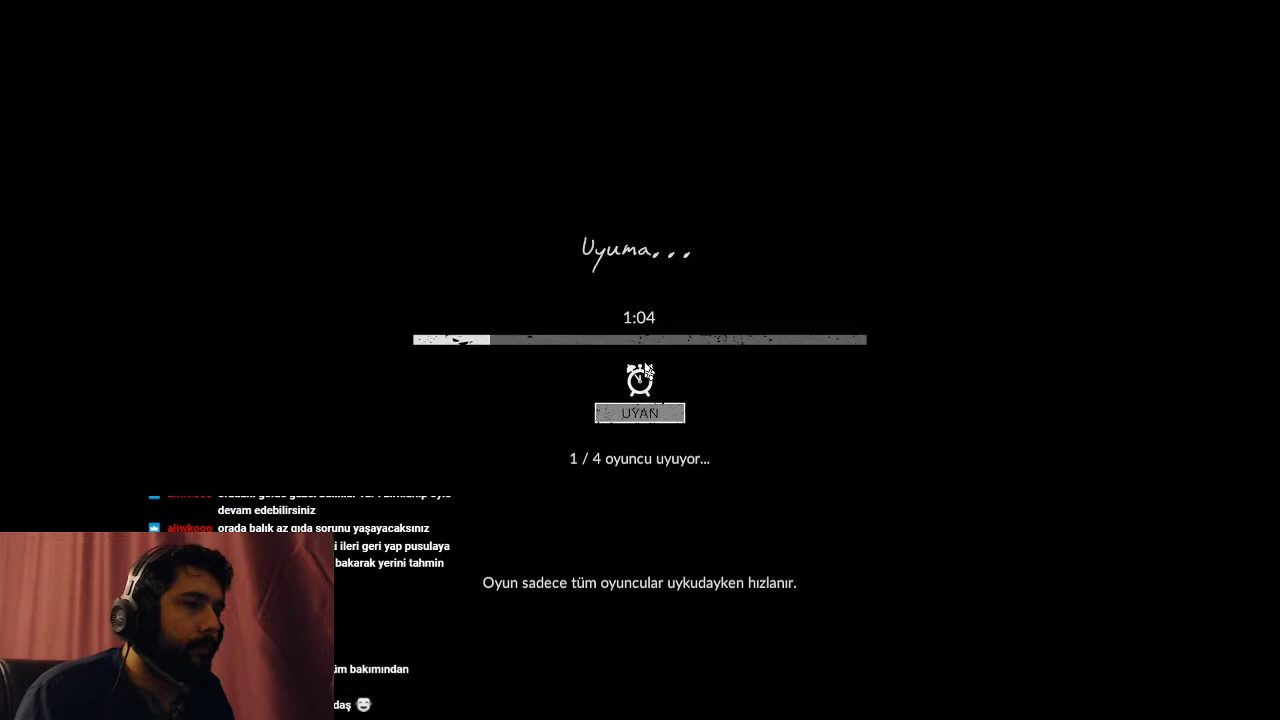 Uyuma...
1:04
UYAN
1 / 4 oyuncu uyuyor...
devam edebilirsiniz
aliwkooo orada balık az gıda sorunu yaşayacaksınız
i ileri geri yap pusulaya
bakarak yerini tahmin
Oyun sadece tüm oyuncular uykudayken hızlanır.
üm bakımından
daş